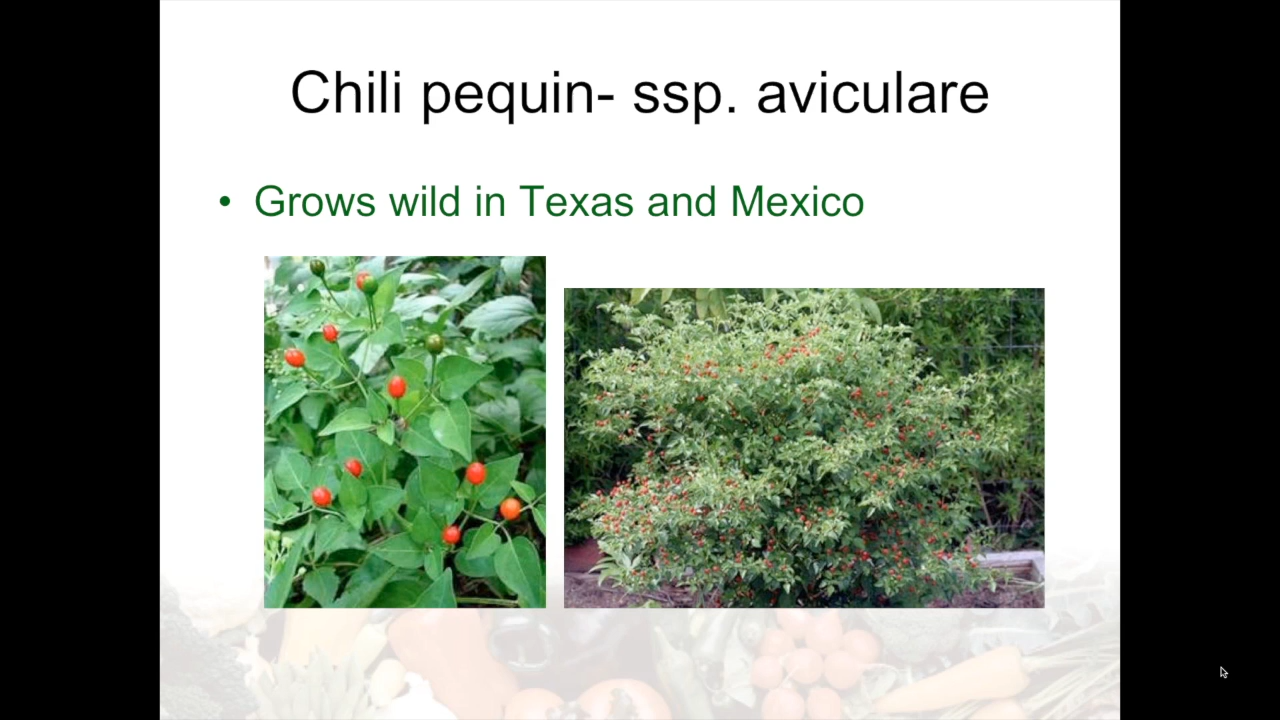 Chili pequin- ssp. aviculare
• Grows wild in Texas and Mexico